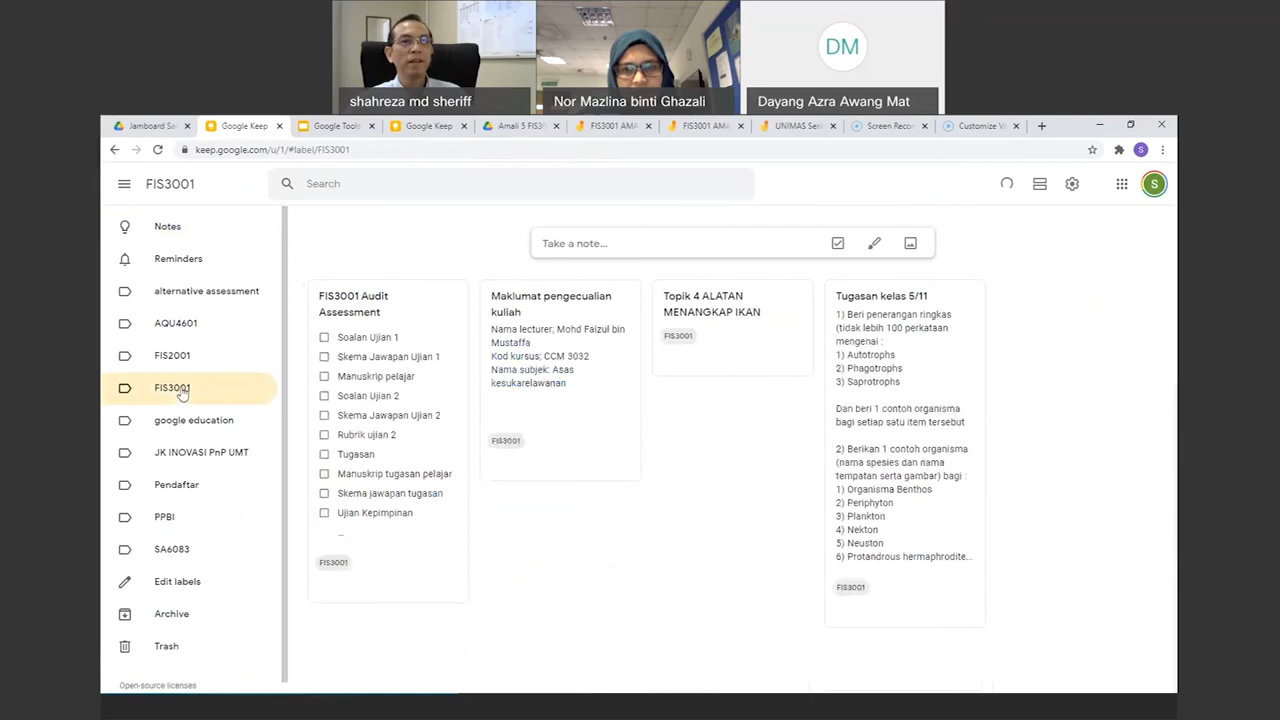 DM
shahreza md sheriff
Nor Mazlina binti Ghazali
Dayang Azra Awang Mat
Jamboard Sa
Google Keep
Google Tools
Google Keep
Amali 5 FIS30
FIS3001 AMA
FIS3001 AMA
UNIMAS Seri
Screen Reco
Customize V
keep.google.com/u/1/#label/FIS3001
S
FIS3001
Search
S
Notes
Reminders
alternative assessment
AQU4601
FIS2001
FIS3001
google education
JK INOVASI PnP UMT
Pendaftar
PPBI
SA6083
Edit labels
Archive
Trash
Open-source licenses
Take a note...
FIS3001 Audit
Assessment
Soalan Ujian 1
Skema Jawapan Ujian 1
Manuskrip pelajar
Soalan Ujian 2
Skema Jawapan Ujian 2
Rubrik ujian 2
Tugasan
Manuskrip tugasan pelajar
Skema jawapan tugasan
Ujian Kepimpinan
...
FIS3001
Maklumat pengecualian
kuliah
Nama lecturer; Mohd Faizul bin
Mustaffa
Kod kursus; CCM 3032
Nama subjek: Asas
kesukarelawanan
FIS3001
Topik 4 ALATAN
MENANGKAP IKAN
FIS3001
Tugasan kelas 5/11
1) Beri penerangan ringkas
(tidak lebih 100 perkataan
mengenai :
1) Autotrophs
2) Phagotrophs
3) Saprotrophs
Dan beri 1 contoh organisma
bagi setiap satu item tersebut
2) Berikan 1 contoh organisma
(nama spesies dan nama
tempatan serta gambar) bagi :
1) Organisma Benthos
2) Periphyton
3) Plankton
4) Nekton
5) Neuston
6) Protandrous hermaphrodite...
FIS3001